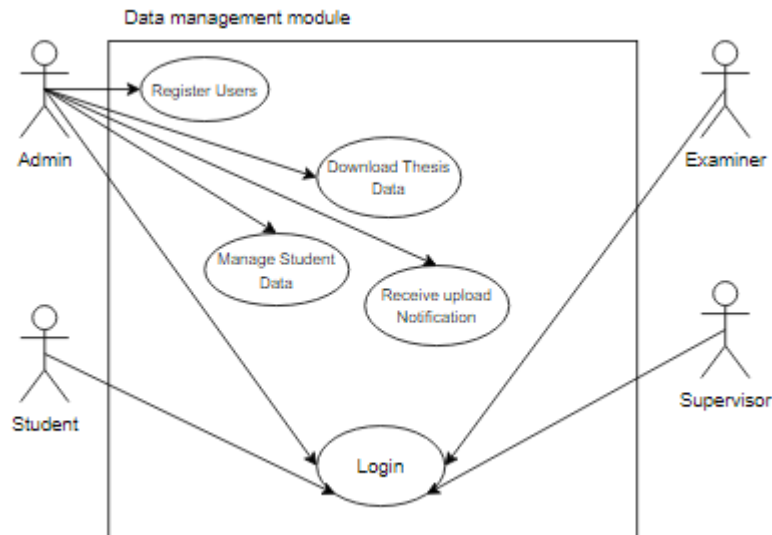 Data management module
Register Users
Admin
Examiner
Download Thesis
Data
Manage Student
Data
Receive upload
Notification
Student
Supervisor
Login